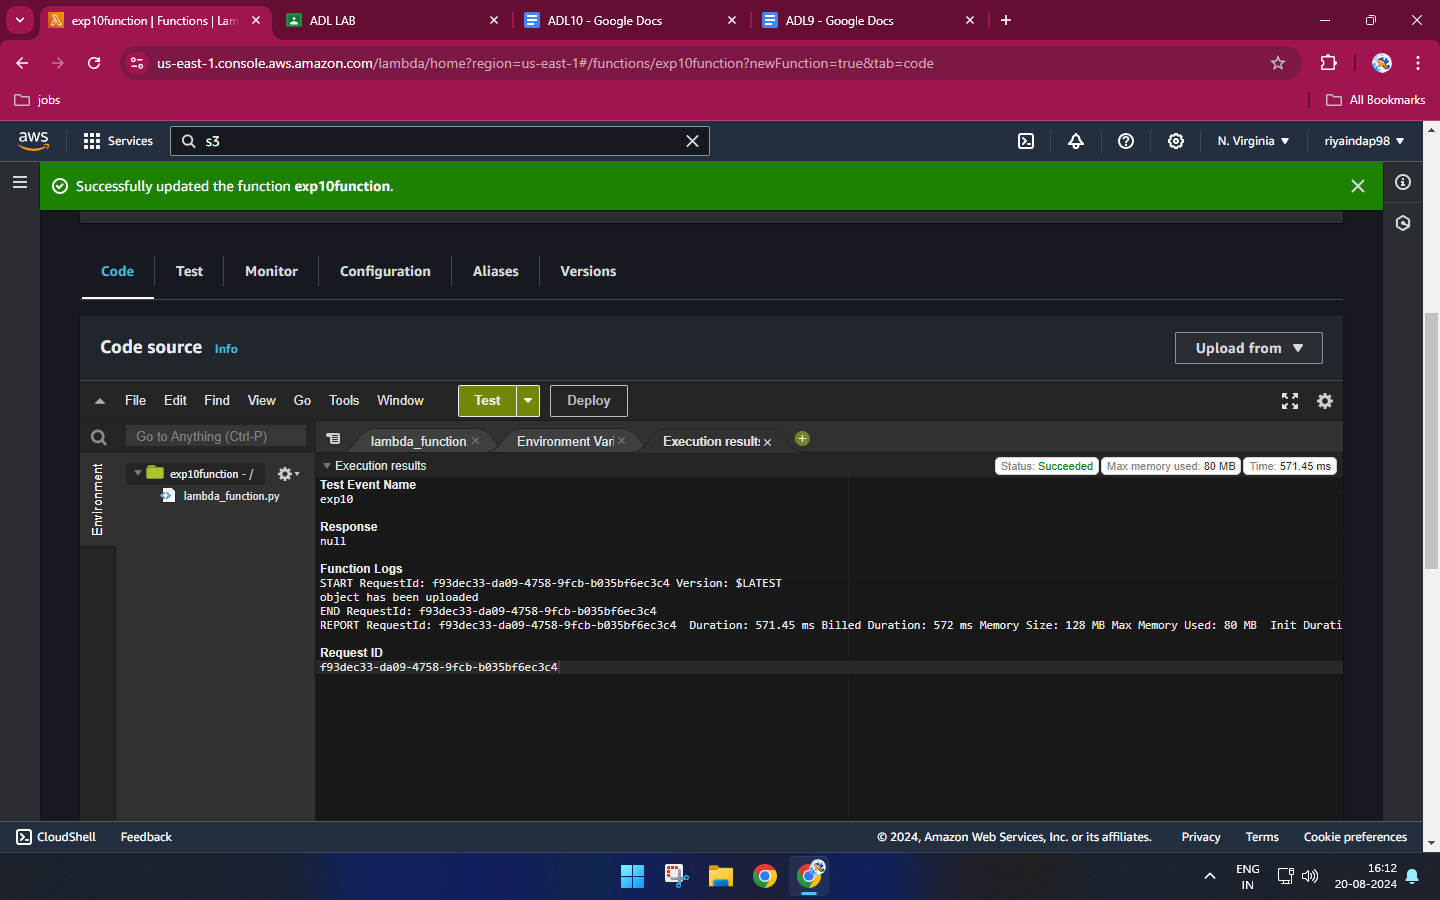 exp10function | Functions | Lam
ADL LAB
ADL10 - Google Docs
ADL9 - Google Docs
us-east-1.console.aws.amazon.com/lambda/home?region=us-east-1#/functions/exp10function?newFunction=true&tab=code
jobs
All Bookmarks
aws
Services
s3
N. Virginia
riyaindap98
Successfully updated the function exp10function.
Code
Test
Monitor
Configuration
Aliases
Versions
Code source Info
Upload from
File Edit Find View Go Tools Window
Test
Deploy
Go to Anything (Ctrl-P)
lambda_function
Environment Vari
Execution results
Environment
exp10function - /
lambda_function.py
Execution results
Status: Succeeded
Max memory used: 80 MB
Time: 571.45 ms
Test Event Name
exp10
Response
null
Function Logs
START RequestId: f93dec33-da09-4758-9fcb-b035bf6ec3c4 Version: $LATEST
object has been uploaded
END RequestId: f93dec33-da09-4758-9fcb-b035bf6ec3c4
REPORT RequestId: f93dec33-da09-4758-9fcb-b035bf6ec3c4 Duration: 571.45 ms Billed Duration: 572 ms Memory Size: 128 MB Max Memory Used: 80 MB Init Durati
Request ID
f93dec33-da09-4758-9fcb-b035bf6ec3c4
CloudShell
Feedback
© 2024, Amazon Web Services, Inc. or its affiliates.
Privacy
Terms
Cookie preferences
ENG
IN
16:12
20-08-2024